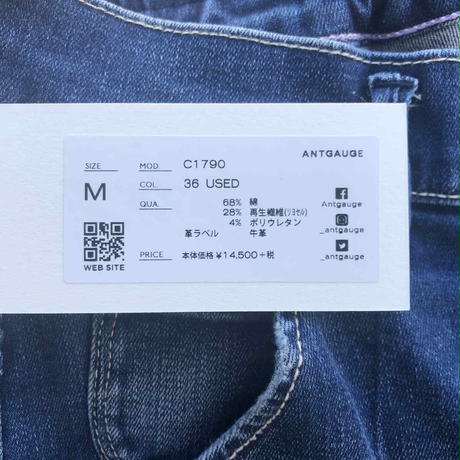 ANTGAUGE
SIZE
M
WEB SITE
MOD. C1790
COL. 36 USED
QUA. 68% 綿
28% 再生繊維(リヨセル)
4% ポリウレタン
革ラベル 牛革
PRICE 本体価格 ¥14,500+税
Antgauge
_antgauge
_antgauge